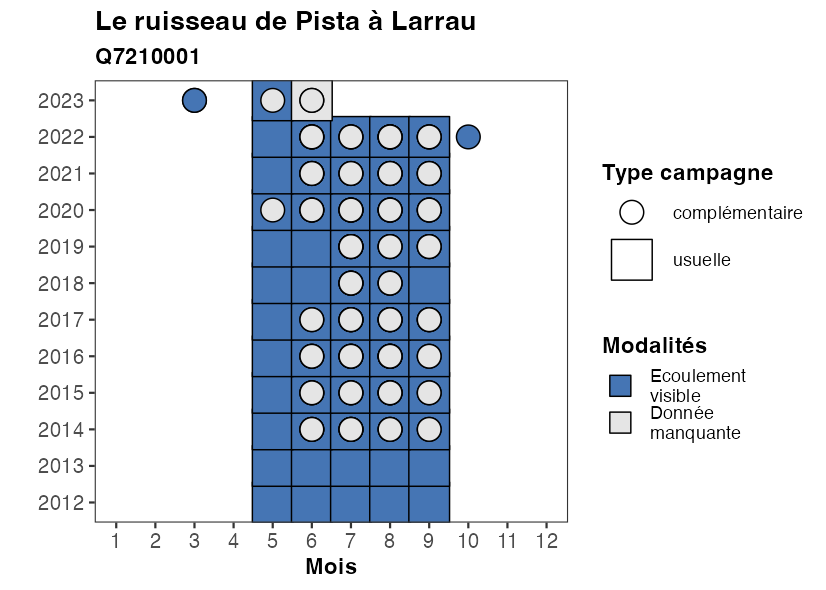 Le ruisseau de Pista à Larrau
Q7210001
2023
2022
2021
2020
2019
2018
2017
2016
2015
2014
2013
2012
1 2 3 4 5 6 7 8 9 10 11 12
Mois
Type campagne
complémentaire
usuelle
Modalités
Ecoulement
visible
Donnée
manquante